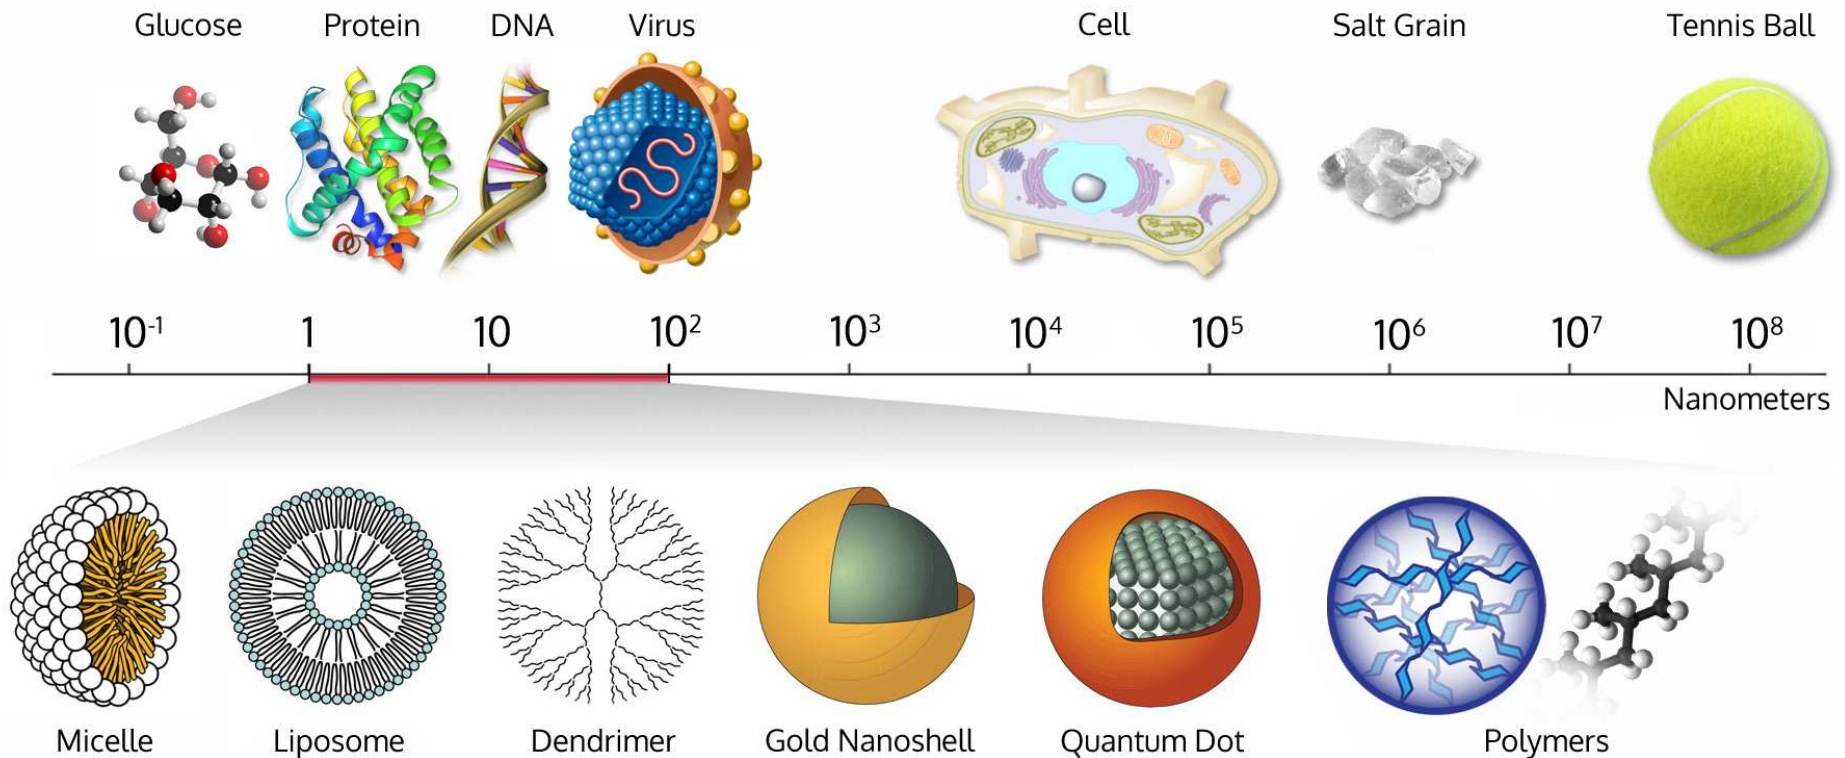 Glucose Protein DNA Virus Cell Salt Grain Tennis Ball
10⁻¹ 1 10 10² 10³ 10⁴ 10⁵ 10⁶ 10⁷ 10⁸
Nanometers
Micelle Liposome Dendrimer Gold Nanoshell Quantum Dot Polymers